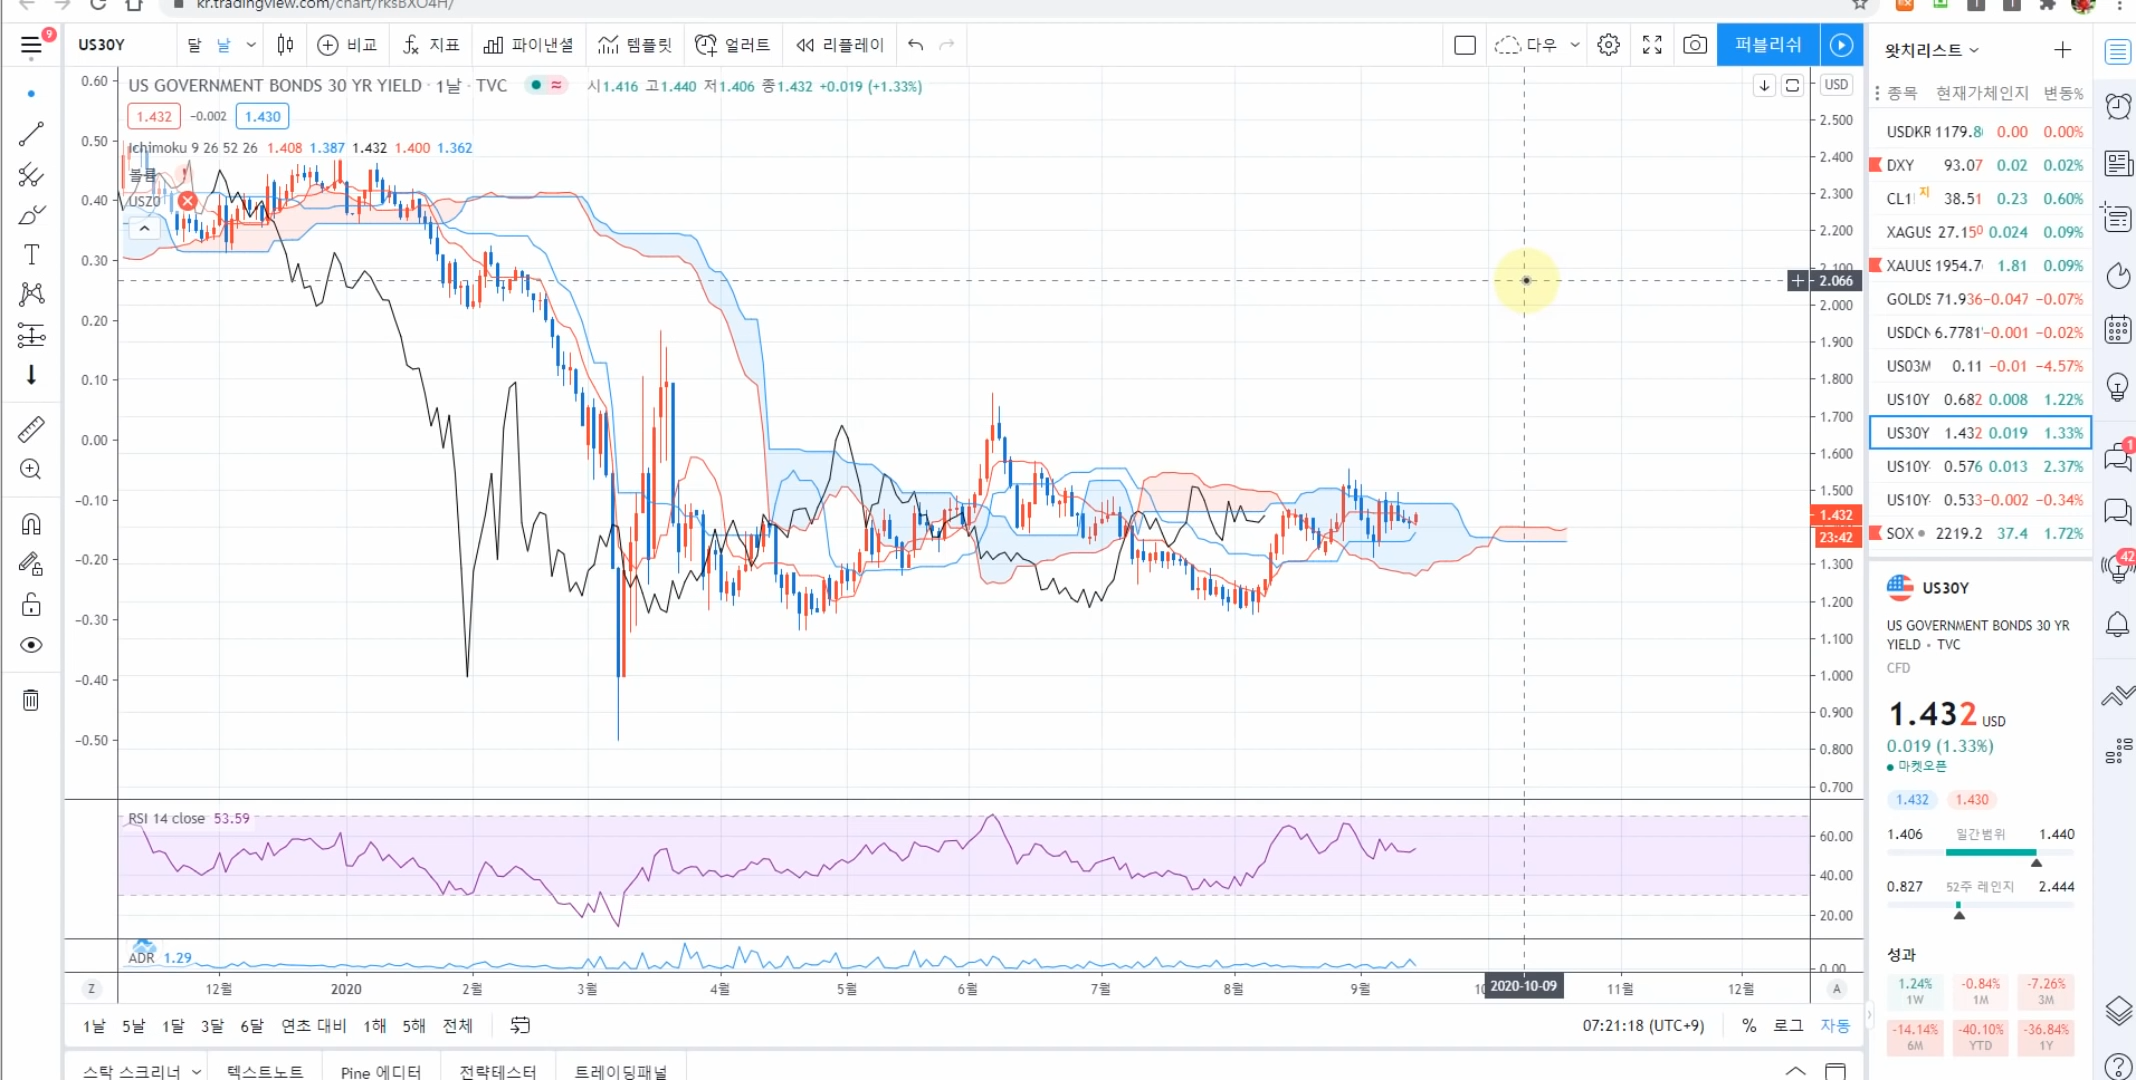 kr.tradingview.com/chart/rksBXO4H/
9
US30Y 달 날 비교 지표 파이낸셜 템플릿 얼러트 리플레이 다우 퍼블리쉬
왓치리스트
US GOVERNMENT BONDS 30 YR YIELD · 1날 · TVC 시1.416 고1.440 저1.406 종1.432 +0.019 (+1.33%)
1.432 -0.002 1.430
Ichimoku 9 26 52 26 1.408 1.387 1.432 1.400 1.362
볼륨
USZ0
0.60
0.50
0.40
0.30
0.20
0.10
0.00
-0.10
-0.20
-0.30
-0.40
-0.50
USD
2.500
2.400
2.300
2.200
2.100
2.066
2.000
1.900
1.800
1.700
1.600
1.500
1.432
23:42
1.300
1.200
1.100
1.000
0.900
0.800
0.700
RSI 14 close 53.59
60.00
40.00
20.00
ADR 1.29
0.00
Z 12월 2020 2월 3월 4월 5월 6월 7월 8월 9월 2020-10-09 11월 12월 A
1날 5날 1달 3달 6달 연초 대비 1해 5해 전체 07:21:18 (UTC+9) % 로그 자동
스탁 스크리너 텍스트노트 Pine 에디터 전략테스터 트레이딩패널
종목 현재가 체인지 변동%
USDKR 1179.8 0.00 0.00%
DXY 93.07 0.02 0.02%
CL1! 지 38.51 0.23 0.60%
XAGUS 27.150 0.024 0.09%
XAUUS 1954.7 1.81 0.09%
GOLDS 71.936 -0.047 -0.07%
USDCN 6.7781 -0.001 -0.02%
US03M 0.11 -0.01 -4.57%
US10Y 0.682 0.008 1.22%
US30Y 1.432 0.019 1.33%
US10Y- 0.576 0.013 2.37%
US10Y- 0.533 -0.002 -0.34%
SOX 2219.2 37.4 1.72%
US30Y
US GOVERNMENT BONDS 30 YR
YIELD · TVC
CFD
1.432 USD
0.019 (1.33%)
마켓오픈
1.432 1.430
1.406 일간범위 1.440
0.827 52주 레인지 2.444
성과
1.24% -0.84% -7.26%
1W 1M 3M
-14.14% -40.10% -36.84%
6M YTD 1Y
1
42